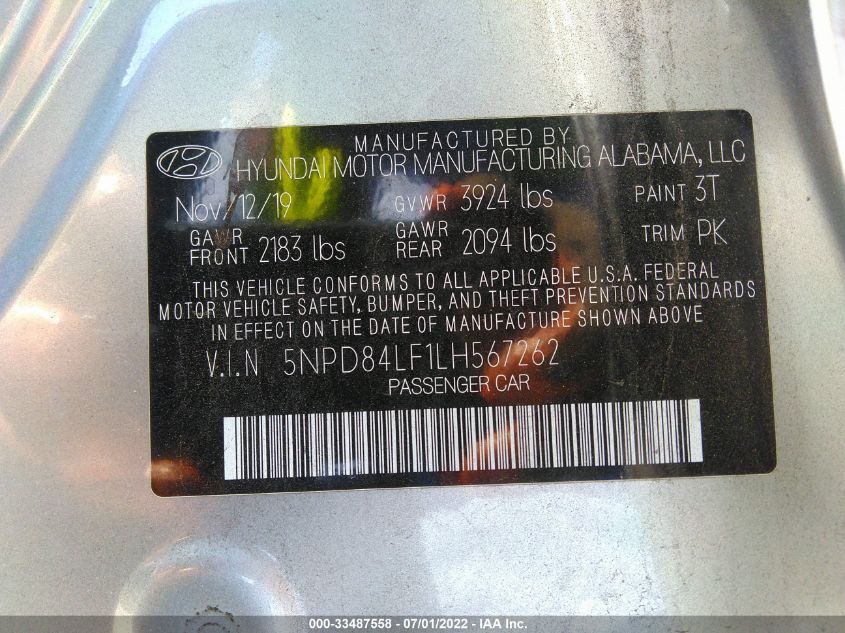 MANUFACTURED BY
HYUNDAI MOTOR MANUFACTURING ALABAMA, LLC
Nov/12/19 GVWR 3924 lbs PAINT 3T
GAWR FRONT 2183 lbs GAWR REAR 2094 lbs TRIM PK
THIS VEHICLE CONFORMS TO ALL APPLICABLE U.S.A. FEDERAL
MOTOR VEHICLE SAFETY, BUMPER, AND THEFT PREVENTION STANDARDS
IN EFFECT ON THE DATE OF MANUFACTURE SHOWN ABOVE
V.I.N 5NPD84LF1LH567262
PASSENGER CAR
000-33487558 - 07/01/2022 - IAA Inc.